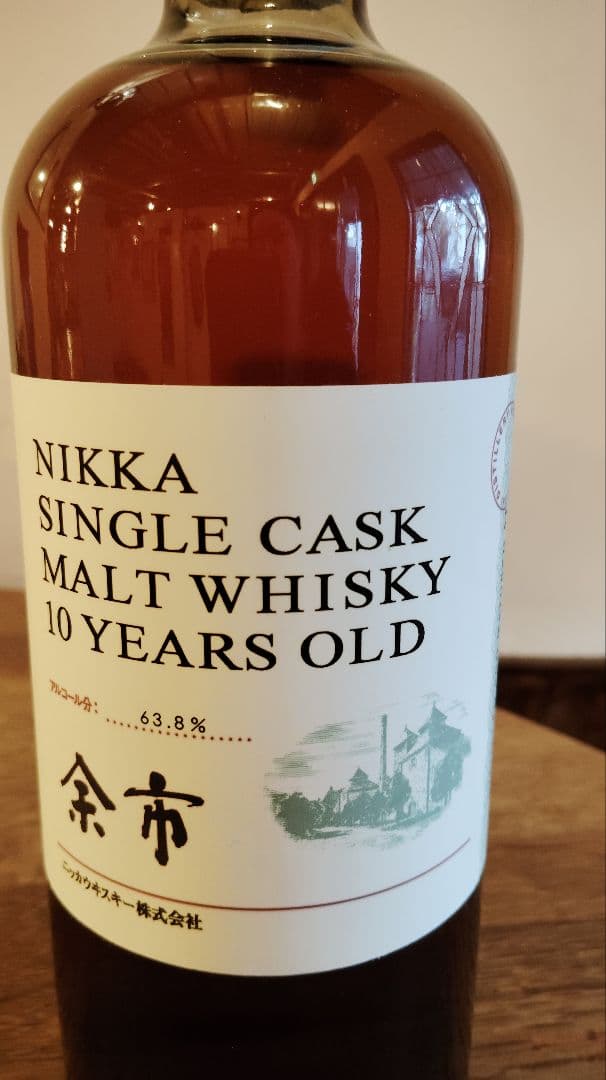 NIKKA
SINGLE CASK
MALT WHISKY
10 YEARS OLD
アルコール分:
63.8%
余市
ニッカウヰスキー株式会社
DISTILLERY